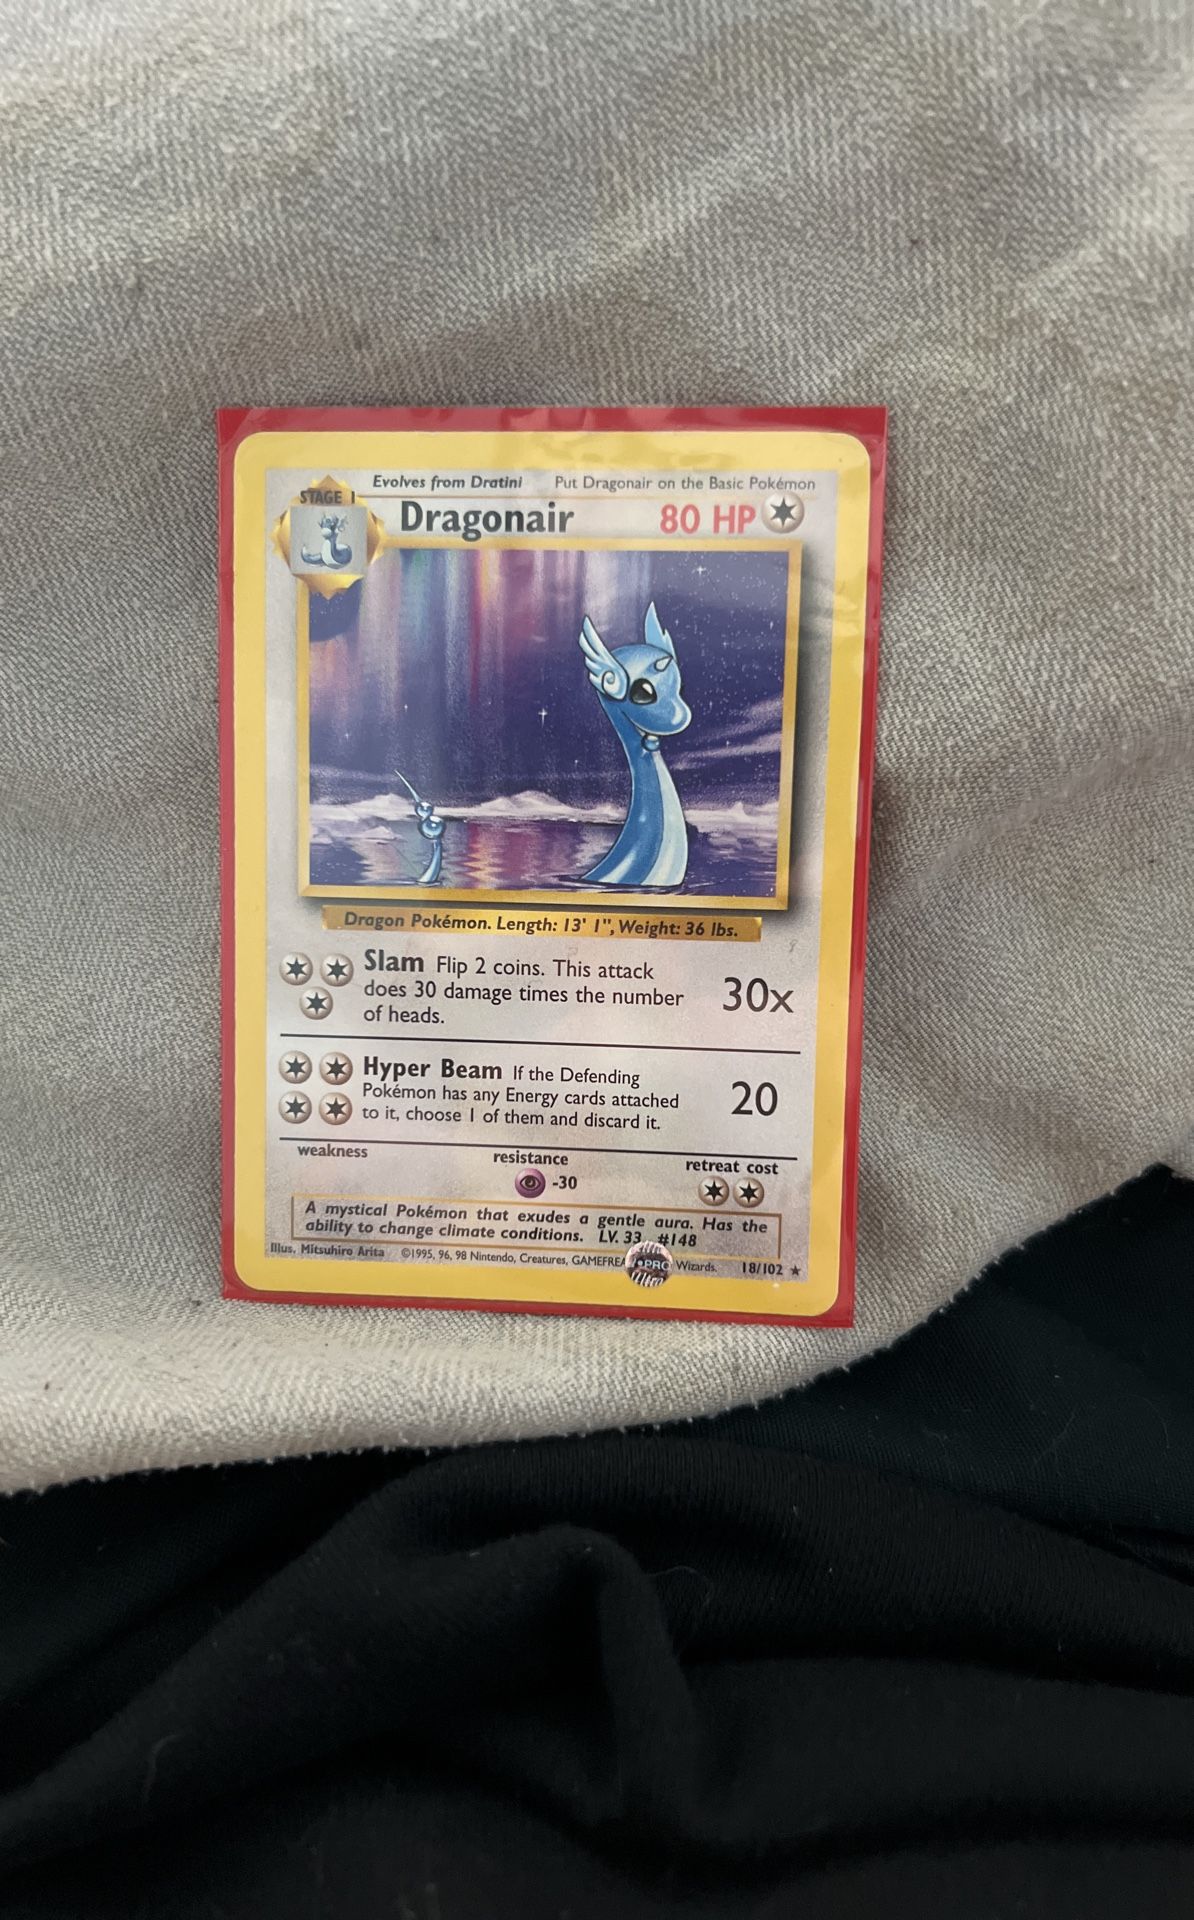 Evolves from Dratini Put Dragonair on the Basic Pokémon
STAGE 1
Dragonair 80 HP
Dragon Pokémon. Length: 13' 1", Weight: 36 lbs.
Slam Flip 2 coins. This attack
does 30 damage times the number
of heads.
30x
Hyper Beam If the Defending
Pokémon has any Energy cards attached
to it, choose 1 of them and discard it.
20
weakness resistance retreat cost
-30
A mystical Pokémon that exudes a gentle aura. Has the
ability to change climate conditions. LV. 33 #148
Illus. Mitsuhiro Arita ©1995, 96, 98 Nintendo, Creatures, GAMEFREA Wizards. 18/102 ★
PRO